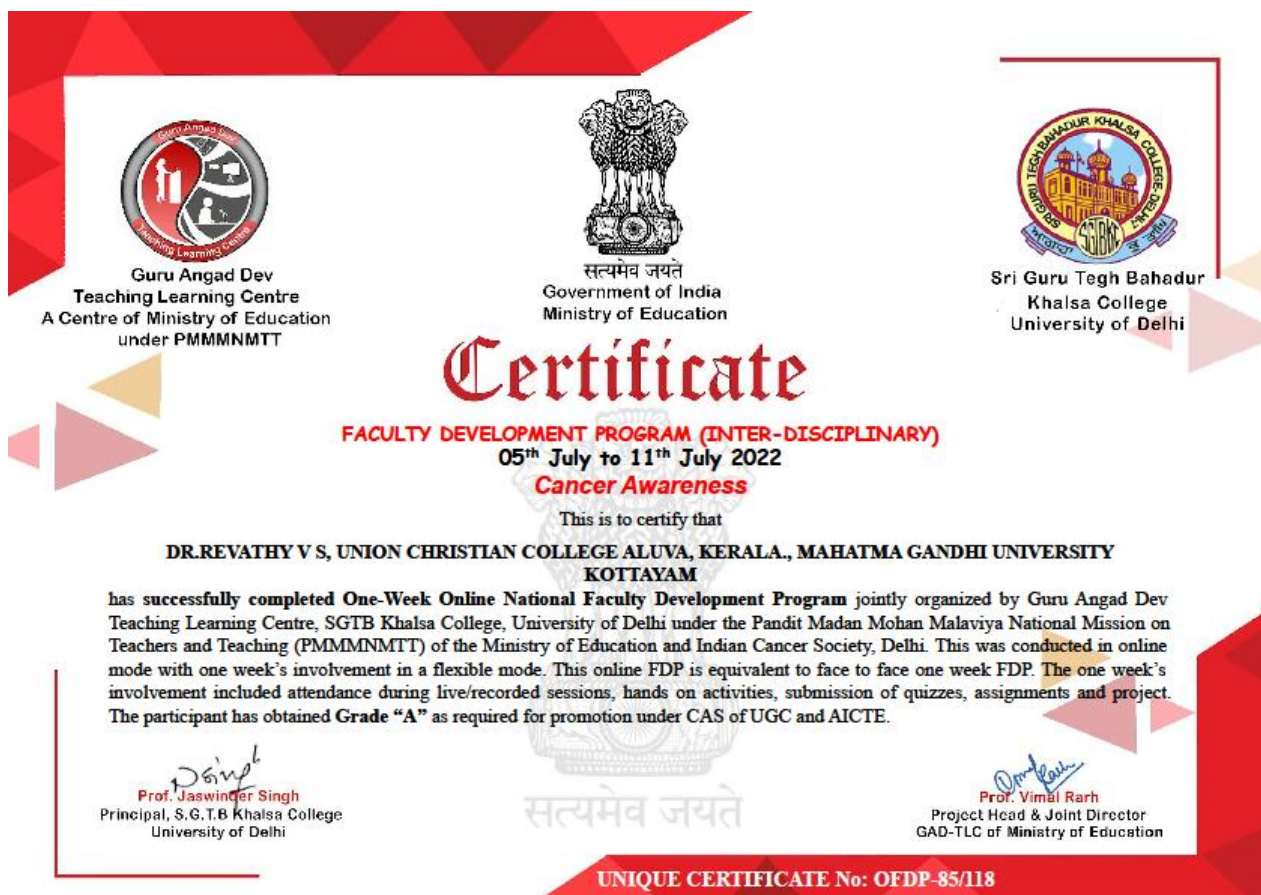 Guru Angad Dev
Teaching Learning Centre
Guru Angad Dev
Teaching Learning Centre
A Centre of Ministry of Education
under PMMMNMTT
सत्यमेव जयते
Government of India
Ministry of Education
SRI GURU TEGH BAHADUR KHALSA COLLEGE-DELHI
SGTBKC
Sri Guru Tegh Bahadur
Khalsa College
University of Delhi
Certificate
FACULTY DEVELOPMENT PROGRAM (INTER-DISCIPLINARY)
05th July to 11th July 2022
Cancer Awareness
This is to certify that
DR.REVATHY V S, UNION CHRISTIAN COLLEGE ALUVA, KERALA., MAHATMA GANDHI UNIVERSITY
KOTTAYAM
has successfully completed One-Week Online National Faculty Development Program jointly organized by Guru Angad Dev
Teaching Learning Centre, SGTB Khalsa College, University of Delhi under the Pandit Madan Mohan Malaviya National Mission on
Teachers and Teaching (PMMMNMTT) of the Ministry of Education and Indian Cancer Society, Delhi. This was conducted in online
mode with one week’s involvement in a flexible mode. This online FDP is equivalent to face to face one week FDP. The one week’s
involvement included attendance during live/recorded sessions, hands on activities, submission of quizzes, assignments and project.
The participant has obtained Grade “A” as required for promotion under CAS of UGC and AICTE.
Prof. Jaswinder Singh
Principal, S.G.T.B Khalsa College
University of Delhi
सत्यमेव जयते
Prof. Vimal Rarh
Project Head & Joint Director
GAD-TLC of Ministry of Education
UNIQUE CERTIFICATE No: OFDP-85/118